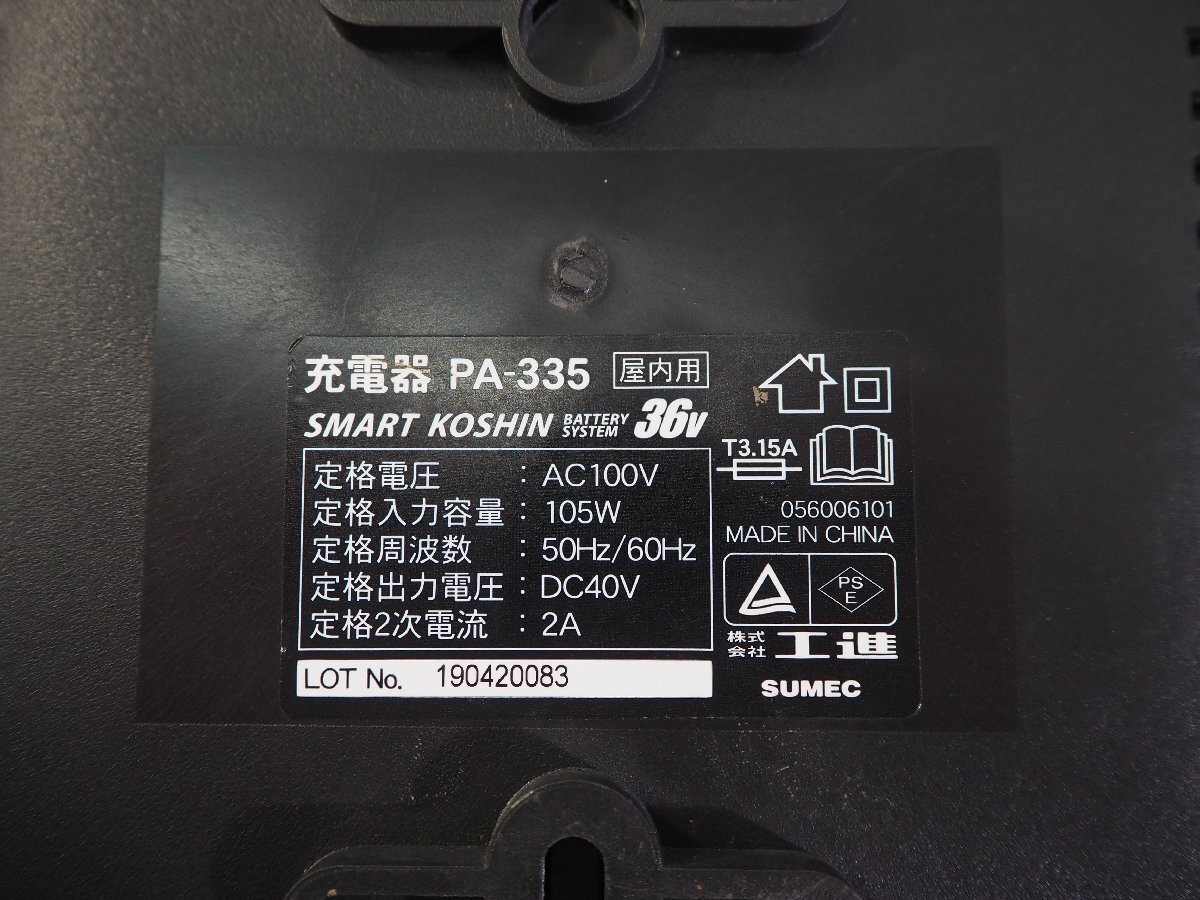 充電器 PA-335 屋内用
SMART KOSHIN BATTERY SYSTEM 36V
定格電圧 : AC100V
定格入力容量 : 105W
定格周波数 : 50Hz/60Hz
定格出力電圧 : DC40V
定格2次電流 : 2A
LOT No. 190420083
T3.15A
056006101
MADE IN CHINA
PS
E
株式会社 工進
SUMEC